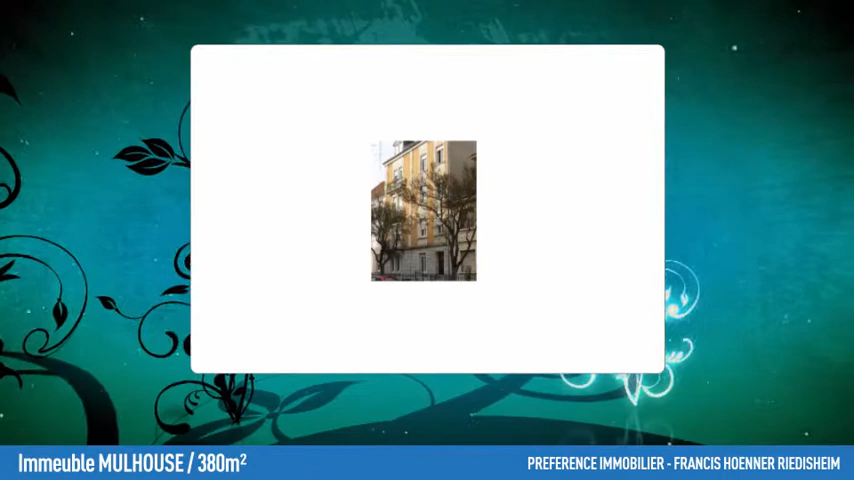 Immeuble MULHOUSE / 380m²
PREFERENCE IMMOBILIER - FRANCIS HOENNER RIEDISHEIM